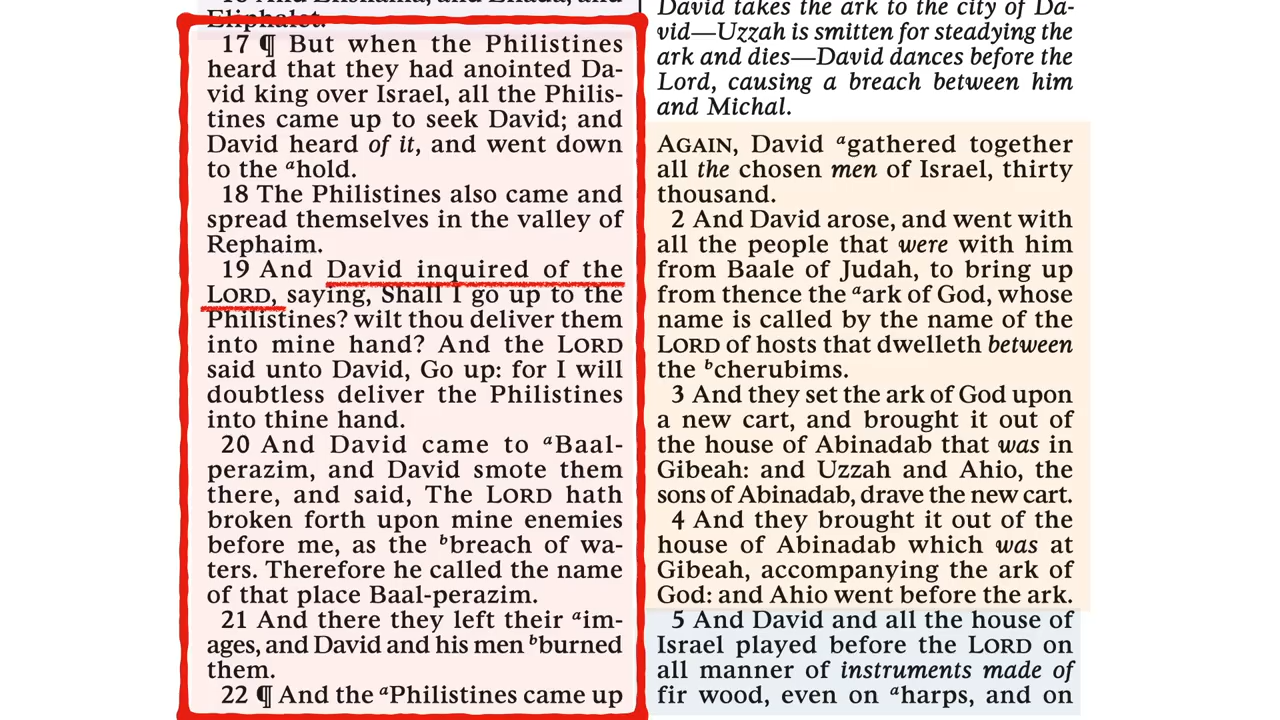 Eliphalet.
17 ¶ But when the Philistines
heard that they had anointed Da-
vid king over Israel, all the Philis-
tines came up to seek David; and
David heard of it, and went down
to the ᵃhold.
18 The Philistines also came and
spread themselves in the valley of
Rephaim.
19 And David inquired of the
LORD, saying, Shall I go up to the
Philistines? wilt thou deliver them
into mine hand? And the LORD
said unto David, Go up: for I will
doubtless deliver the Philistines
into thine hand.
20 And David came to ᵃBaal-
perazim, and David smote them
there, and said, The LORD hath
broken forth upon mine enemies
before me, as the ᵇbreach of wa-
ters. Therefore he called the name
of that place Baal-perazim.
21 And there they left their ᵃim-
ages, and David and his men ᵇburned
them.
22 ¶ And the ᵃPhilistines came up
David takes the ark to the city of Da-
vid—Uzzah is smitten for steadying the
ark and dies—David dances before the
Lord, causing a breach between him
and Michal.
AGAIN, David ᵃgathered together
all the chosen men of Israel, thirty
thousand.
2 And David arose, and went with
all the people that were with him
from Baale of Judah, to bring up
from thence the ᵃark of God, whose
name is called by the name of the
LORD of hosts that dwelleth between
the ᵇcherubims.
3 And they set the ark of God upon
a new cart, and brought it out of
the house of Abinadab that was in
Gibeah: and Uzzah and Ahio, the
sons of Abinadab, drave the new cart.
4 And they brought it out of the
house of Abinadab which was at
Gibeah, accompanying the ark of
God: and Ahio went before the ark.
5 And David and all the house of
Israel played before the LORD on
all manner of instruments made of
fir wood, even on ᵃharps, and on